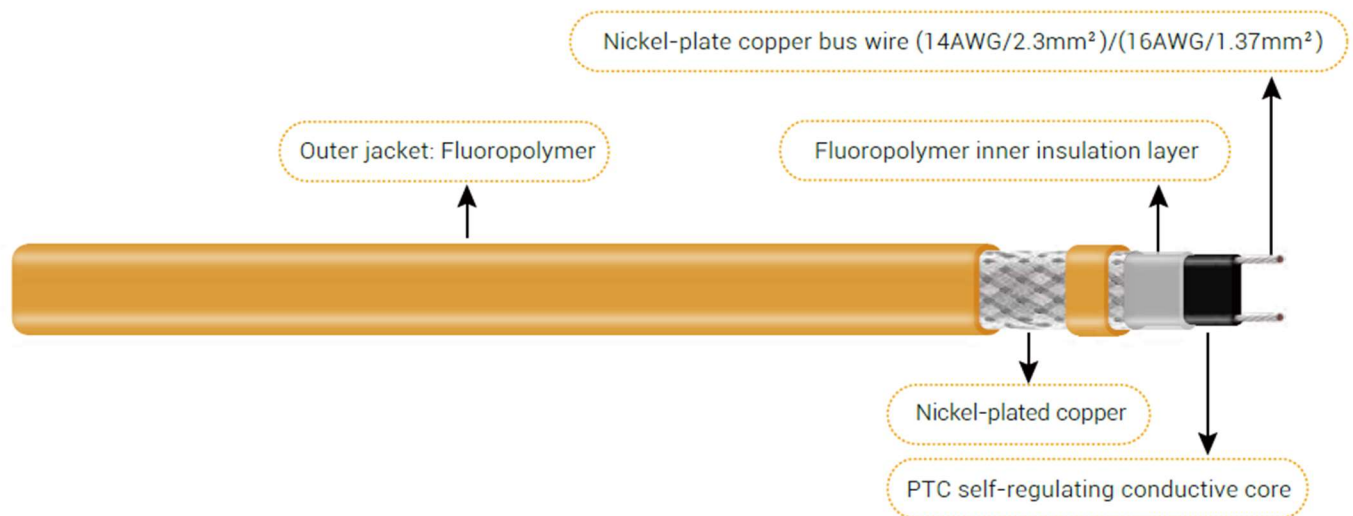 Nickel-plate copper bus wire (14AWG/2.3mm²)/(16AWG/1.37mm²)
Outer jacket: Fluoropolymer
Fluoropolymer inner insulation layer
Nickel-plated copper
PTC self-regulating conductive core